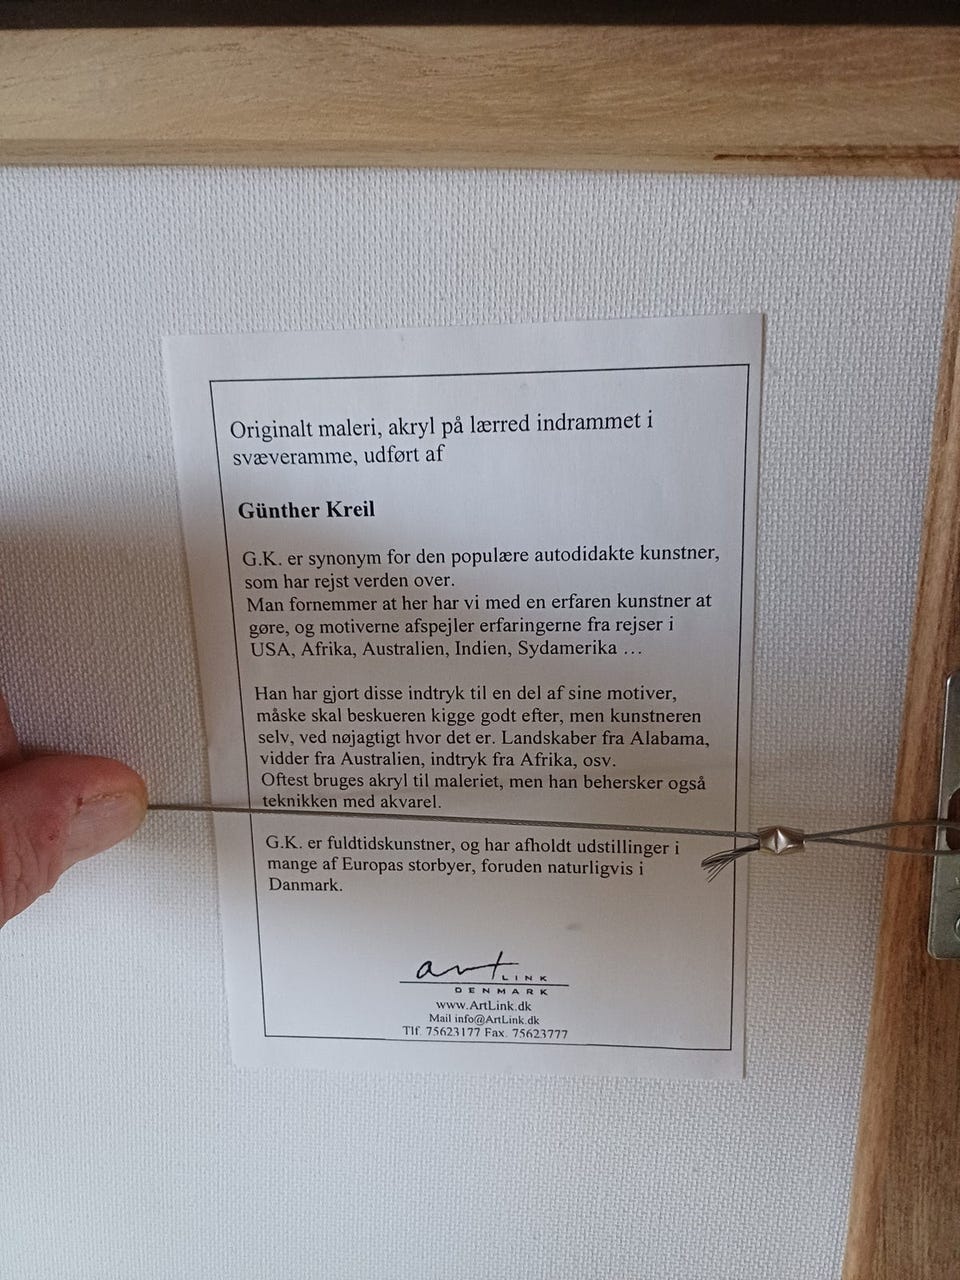 Originalt maleri, akryl på lærred indrammet i
svæveramme, udført af
Günther Kreil
G.K. er synonym for den populære autodidakte kunstner,
som har rejst verden over.
Man fornemmer at her har vi med en erfaren kunstner at
gøre, og motiverne afspejler erfaringerne fra rejser i
USA, Afrika, Australien, Indien, Sydamerika …
Han har gjort disse indtryk til en del af sine motiver,
måske skal beskueren kigge godt efter, men kunstneren
selv, ved nøjagtigt hvor det er. Landskaber fra Alabama,
vidder fra Australien, indtryk fra Afrika, osv.
Oftest bruges akryl til maleriet, men han behersker også
teknikken med akvarel.
G.K. er fuldtidskunstner, og har afholdt udstillinger i
mange af Europas storbyer, foruden naturligvis i
Danmark.
art LINK
DENMARK
www.ArtLink.dk
Mail info@ArtLink.dk
Tlf. 75623177 Fax. 75623777